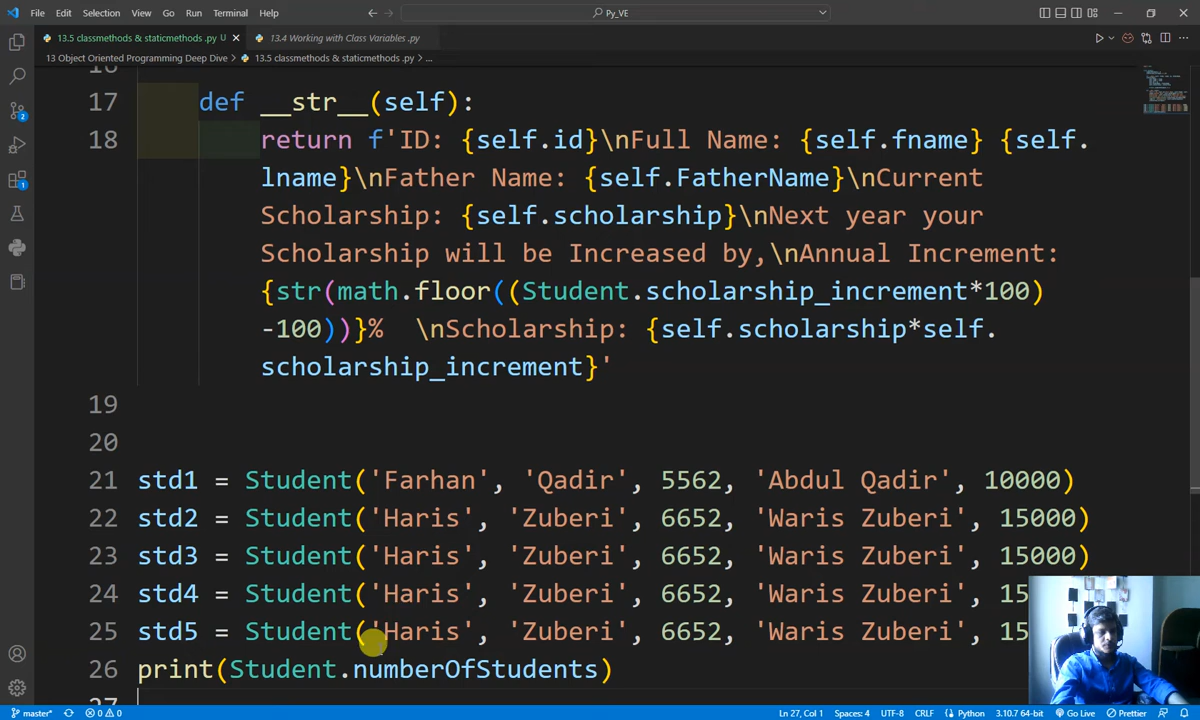 File Edit Selection View Go Run Terminal Help
Py_VE
13.5 classmethods & staticmethods .py U
13.4 Working with Class Variables .py
13 Object Oriented Programming Deep Dive > 13.5 classmethods & staticmethods .py > ...
17 def __str__(self):
18 return f'ID: {self.id}\nFull Name: {self.fname} {self.
lname}\nFather Name: {self.FatherName}\nCurrent
Scholarship: {self.scholarship}\nNext year your
Scholarship will be Increased by,\nAnnual Increment:
{str(math.floor((Student.scholarship_increment*100)
-100))}%  \nScholarship: {self.scholarship*self.
scholarship_increment}'
19
20
21 std1 = Student('Farhan', 'Qadir', 5562, 'Abdul Qadir', 10000)
22 std2 = Student('Haris', 'Zuberi', 6652, 'Waris Zuberi', 15000)
23 std3 = Student('Haris', 'Zuberi', 6652, 'Waris Zuberi', 15000)
24 std4 = Student('Haris', 'Zuberi', 6652, 'Waris Zuberi', 15
25 std5 = Student('Haris', 'Zuberi', 6652, 'Waris Zuberi', 15
26 print(Student.numberOfStudents)
27
master* 0 0 Ln 27, Col 1 Spaces: 4 UTF-8 CRLF Python 3.10.7 64-bit Go Live Prettier